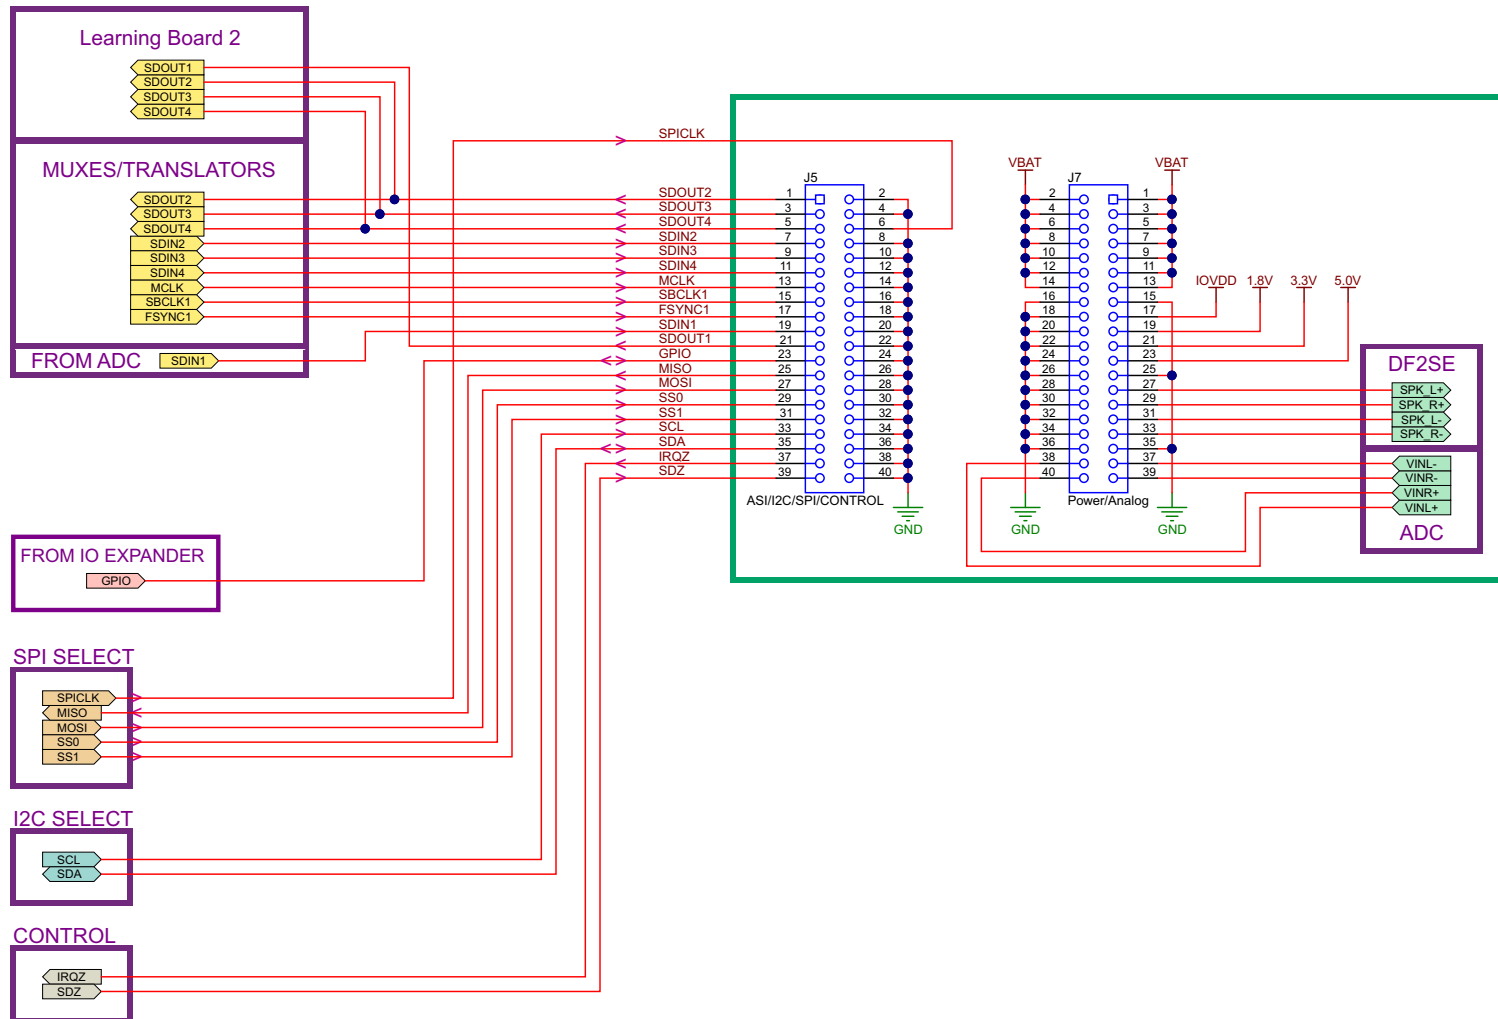 Learning Board 2
SDOUT1
SDOUT2
SDOUT3
SDOUT4
MUXES/TRANSLATORS
SDOUT2
SDOUT3
SDOUT4
SDIN2
SDIN3
SDIN4
MCLK
SBCLK1
FSYNC1
FROM ADC
SDIN1
FROM IO EXPANDER
GPIO
SPI SELECT
SPICLK
MISO
MOSI
SS0
SS1
I2C SELECT
SCL
SDA
CONTROL
IRQZ
SDZ
SPICLK
SDOUT2
SDOUT3
SDOUT4
SDIN2
SDIN3
SDIN4
MCLK
SBCLK1
FSYNC1
SDIN1
SDOUT1
GPIO
MISO
MOSI
SS0
SS1
SCL
SDA
IRQZ
SDZ
J5
1 2
3 4
5 6
7 8
9 10
11 12
13 14
15 16
17 18
19 20
21 22
23 24
25 26
27 28
29 30
31 32
33 34
35 36
37 38
39 40
ASI/I2C/SPI/CONTROL
GND
VBAT
VBAT
J7
2 1
4 3
6 5
8 7
10 9
12 11
14 13
16 15
18 17
20 19
22 21
24 23
26 25
28 27
30 29
32 31
34 33
36 35
38 37
40 39
Power/Analog
GND
GND
IOVDD 1.8V 3.3V 5.0V
DF2SE
SPK_L+
SPK_R+
SPK_L-
SPK_R-
VINL-
VINR-
VINR+
VINL+
ADC